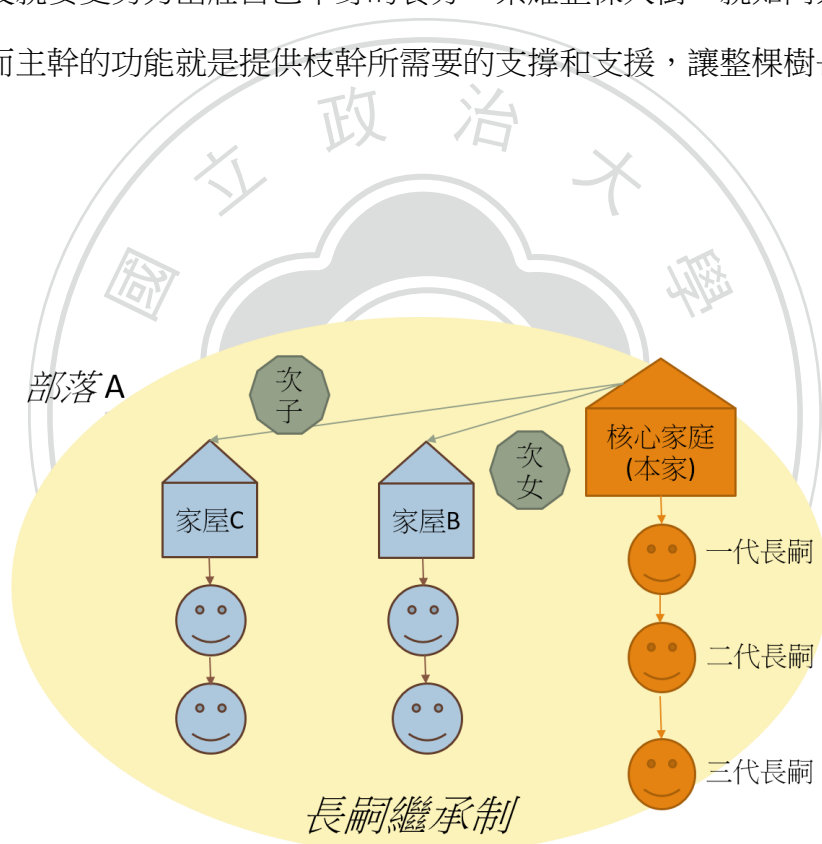 而主幹的功能就是提供枝幹所需要的支撐和支援，讓整棵樹
國立政治大學
部落A
次子
核心家庭
(本家)
次女
家屋C
家屋B
一代長嗣
二代長嗣
三代長嗣
長嗣繼承制